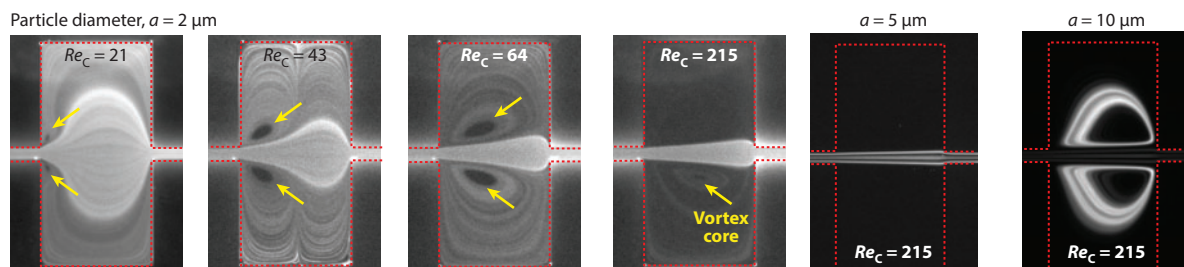 Particle diameter, a = 2 μm
a = 5 μm
a = 10 μm
Re_C = 21
Re_C = 43
Re_C = 64
Re_C = 215
Vortex
core
Re_C = 215
Re_C = 215